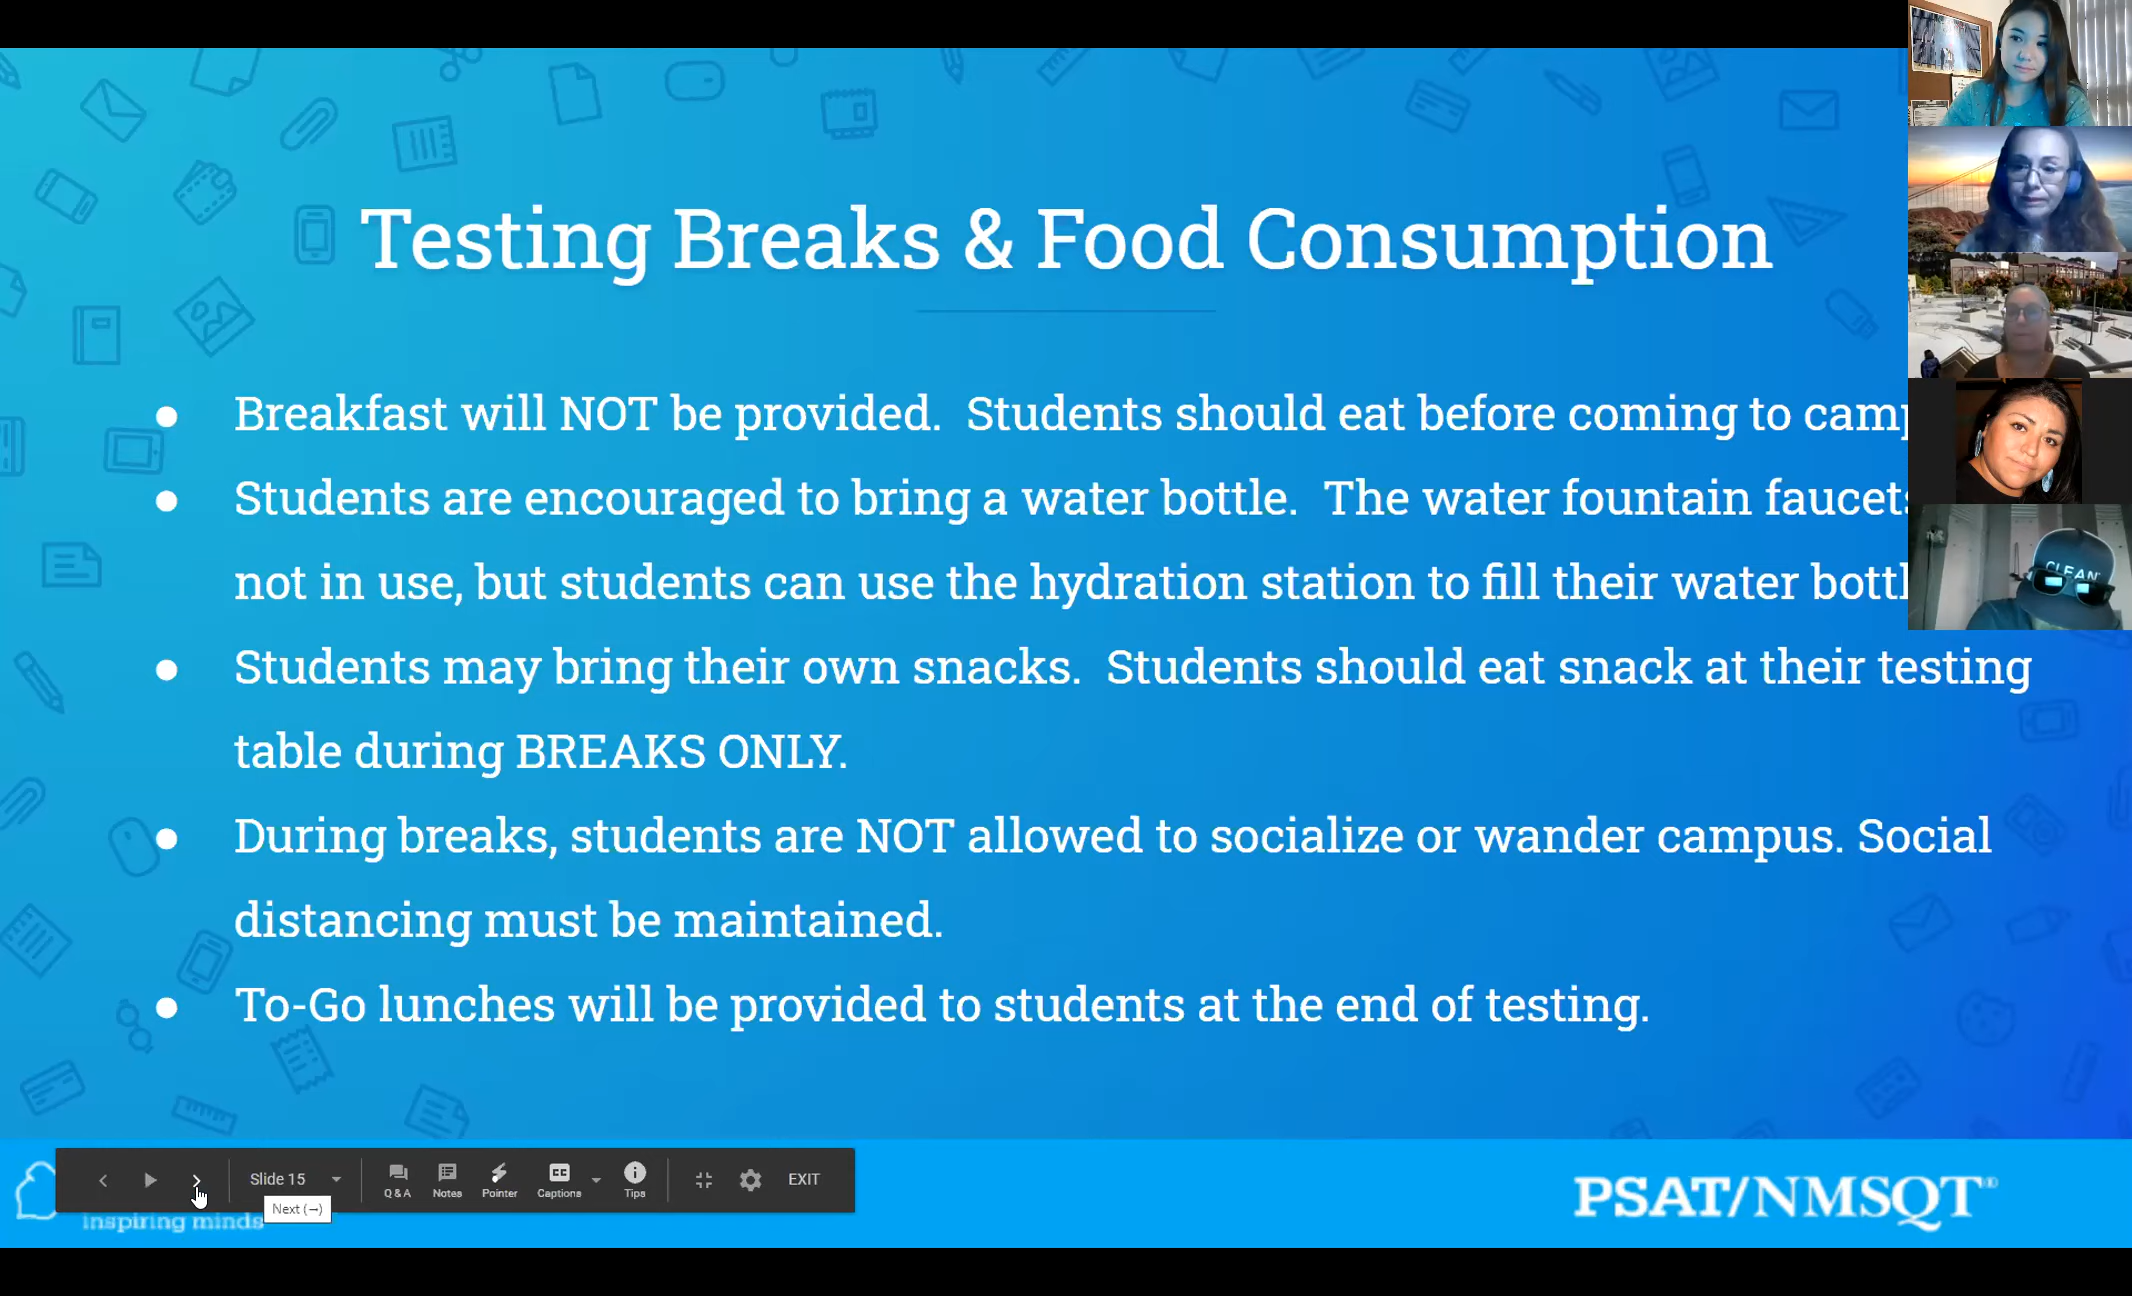 Testing Breaks & Food Consumption
● Breakfast will NOT be provided.  Students should eat before coming to
● Students are encouraged to bring a water bottle.  The water fountain
not in use, but students can use the hydration station to fill their water
● Students may bring their own snacks.  Students should eat snack at their testing
table during BREAKS ONLY.
● During breaks, students are NOT allowed to socialize or wander campus. Social
distancing must be maintained.
● To-Go lunches will be provided to students at the end of testing.
CLEAN
Slide 15
Q & A Notes Pointer CC Captions Tips EXIT
Next (→)
inspiring minds
PSAT/NMSQT®